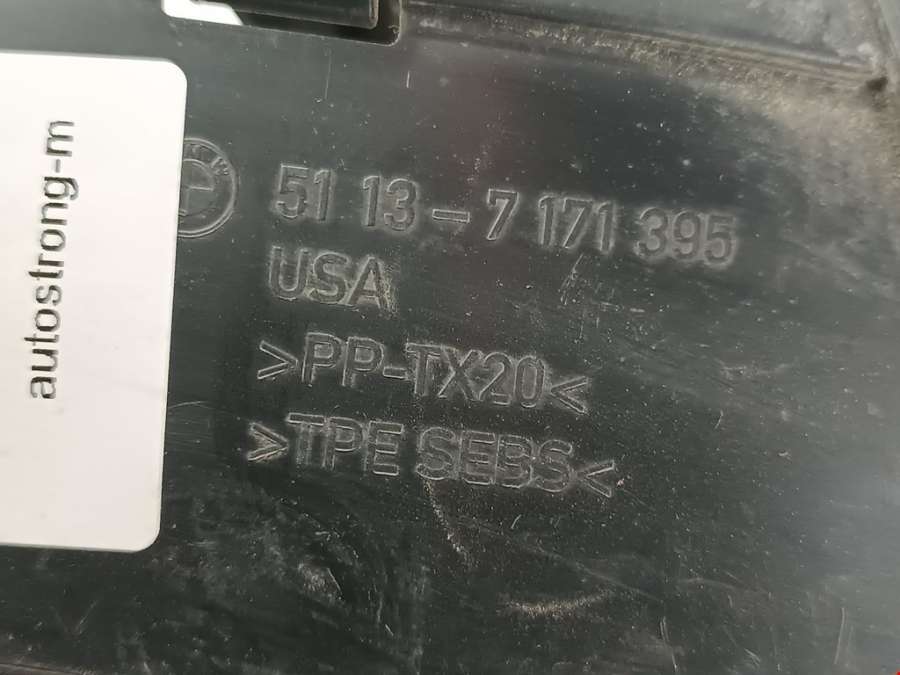 autostrong-m
51 13-7 171 395
USA
>PP-TX20<
>TPE SEBS<